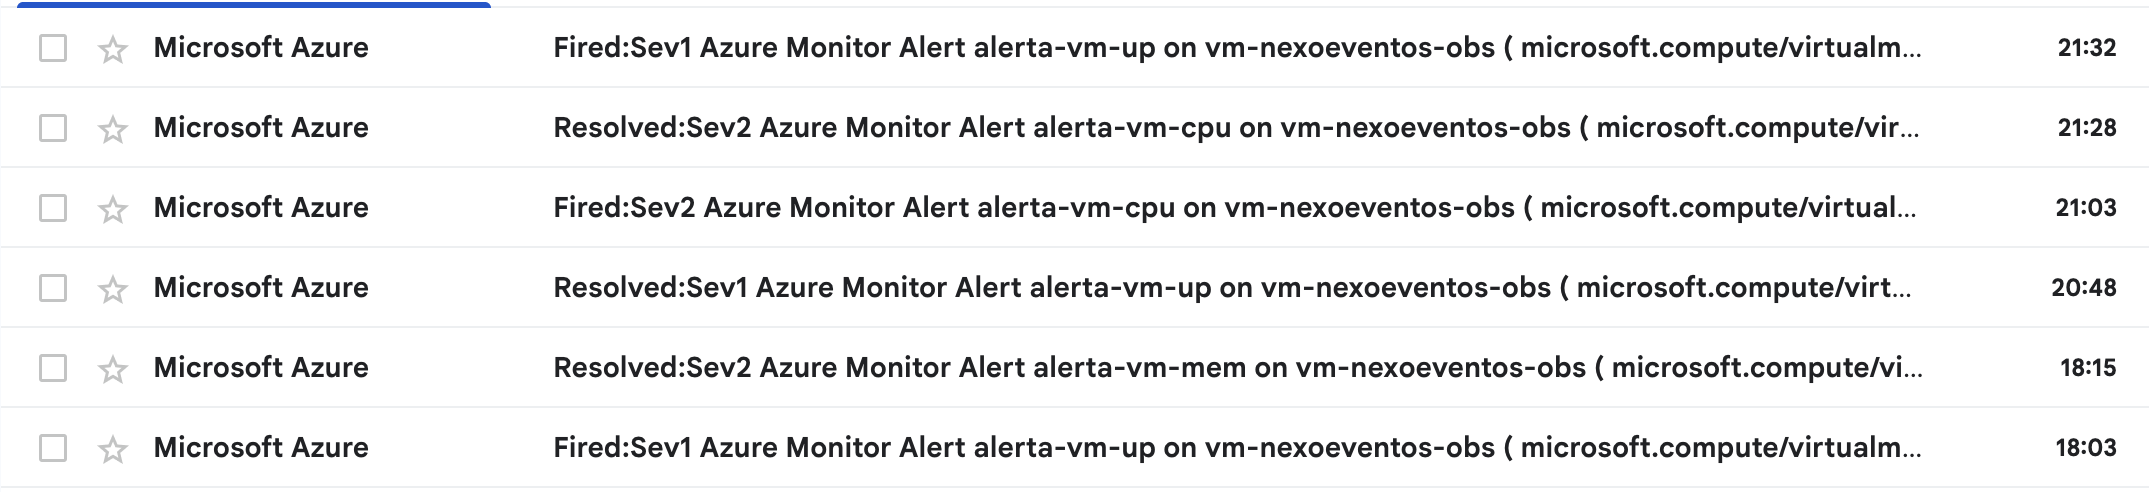 Microsoft Azure Fired:Sev1 Azure Monitor Alert alerta-vm-up on vm-nexoeventos-obs ( microsoft.compute/virtualm... 21:32
Microsoft Azure Resolved:Sev2 Azure Monitor Alert alerta-vm-cpu on vm-nexoeventos-obs ( microsoft.compute/vir... 21:28
Microsoft Azure Fired:Sev2 Azure Monitor Alert alerta-vm-cpu on vm-nexoeventos-obs ( microsoft.compute/virtual... 21:03
Microsoft Azure Resolved:Sev1 Azure Monitor Alert alerta-vm-up on vm-nexoeventos-obs ( microsoft.compute/virt... 20:48
Microsoft Azure Resolved:Sev2 Azure Monitor Alert alerta-vm-mem on vm-nexoeventos-obs ( microsoft.compute/vi... 18:15
Microsoft Azure Fired:Sev1 Azure Monitor Alert alerta-vm-up on vm-nexoeventos-obs ( microsoft.compute/virtualm... 18:03